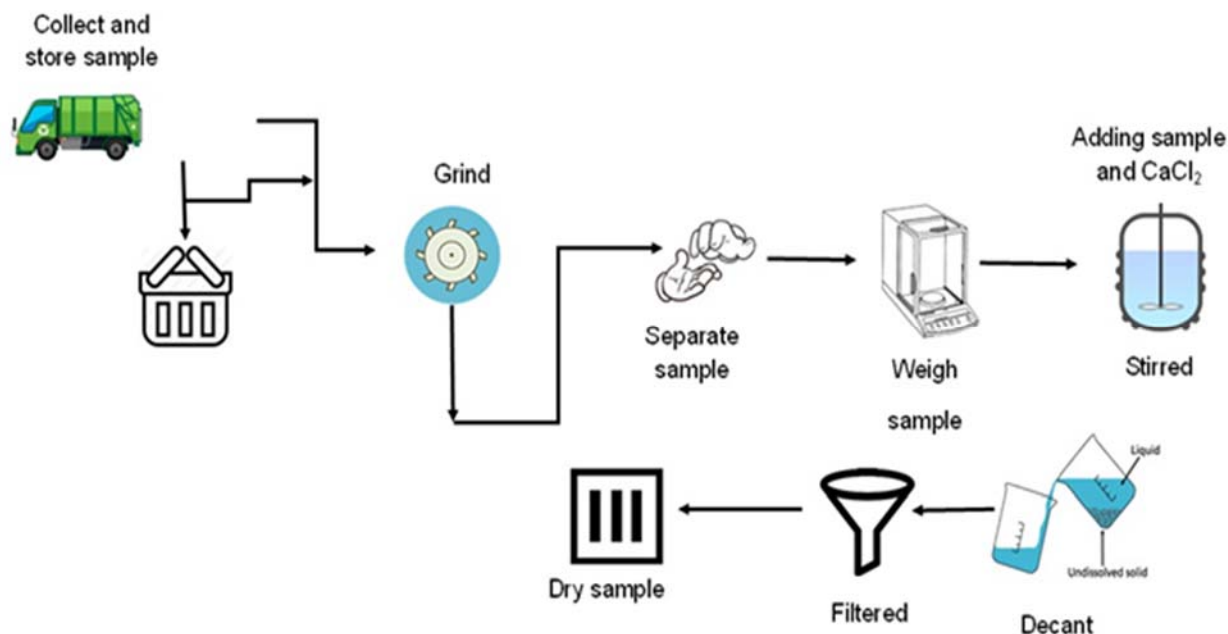 Collect and
store sample
Grind
Separate
sample
Weigh
sample
Adding sample
and CaCl₂
Stirred
Liquid
Undissolved solid
Decant
Filtered
Dry sample